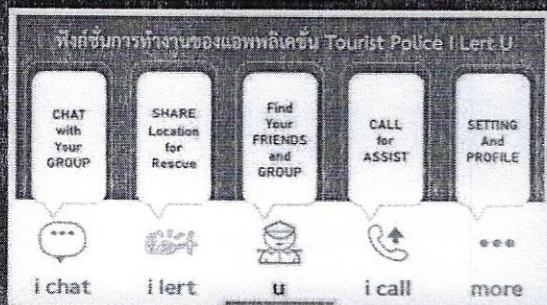 ฟังก์ชั่นการทำงานของแอพพลิเคชั่น Tourist Police I Lert U
CHAT
with
Your
GROUP
SHARE
Location
for
Rescue
Find
Your
FRIENDS
and
GROUP
CALL
for
ASSIST
SETTING
And
PROFILE
i chat
i lert
u
i call
more